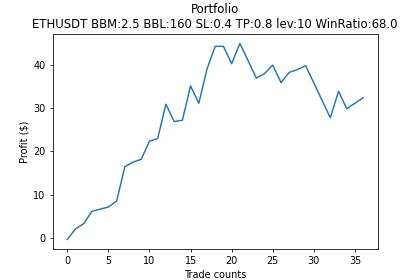 Portfolio
ETHUSDT BBM:2.5 BBL:160 SL:0.4 TP:0.8 lev:10 WinRatio:68.0
Profit ($)
40
30
20
10
0
0 5 10 15 20 25 30 35
Trade counts